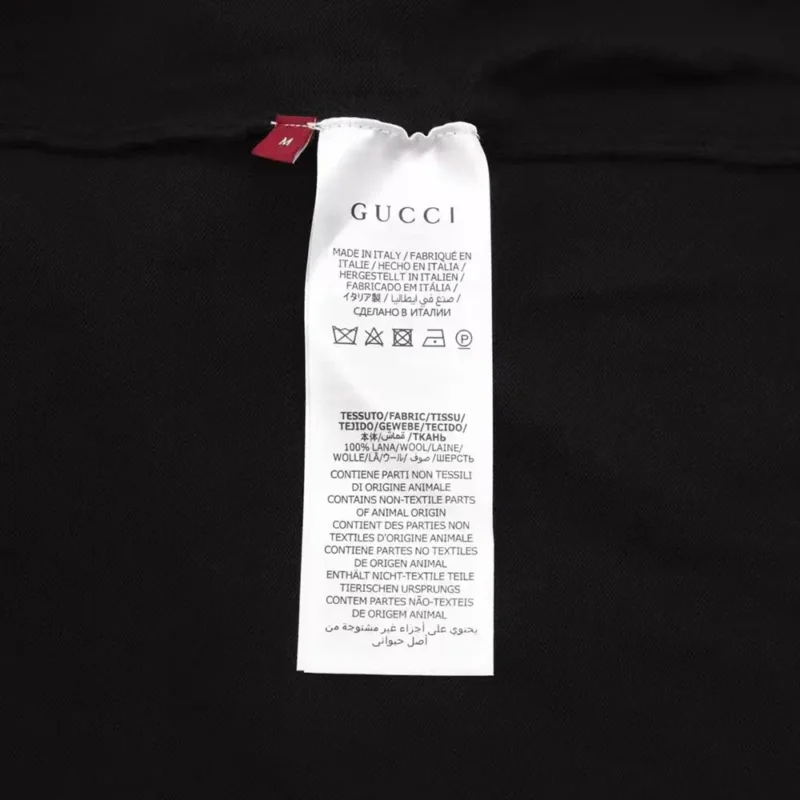 M
GUCCI
MADE IN ITALY / FABRIQUÉ EN
ITALIE / HECHO EN ITALIA /
HERGESTELLT IN ITALIEN /
FABRICADO EM ITÁLIA /
イタリア製 / صنع في إيطاليا /
СДЕЛАНО В ИТАЛИИ
P
TESSUTO/FABRIC/TISSU/
TEJIDO/GEWEBE/TECIDO/
本体/قماش/ТКАНЬ
100% LANA/WOOL/LAINE/
WOLLE/LÃ/ウール/صوف/ШЕРСТЬ
CONTIENE PARTI NON TESSILI
DI ORIGINE ANIMALE
CONTAINS NON-TEXTILE PARTS
OF ANIMAL ORIGIN
CONTIENT DES PARTIES NON
TEXTILES D'ORIGINE ANIMALE
CONTIENE PARTES NO TEXTILES
DE ORIGEN ANIMAL
ENTHÄLT NICHT-TEXTILE TEILE
TIERISCHEN URSPRUNGS
CONTEM PARTES NÃO-TEXTEIS
DE ORIGEM ANIMAL
يحتوي على أجزاء غير منسوجة من
أصل حيواني